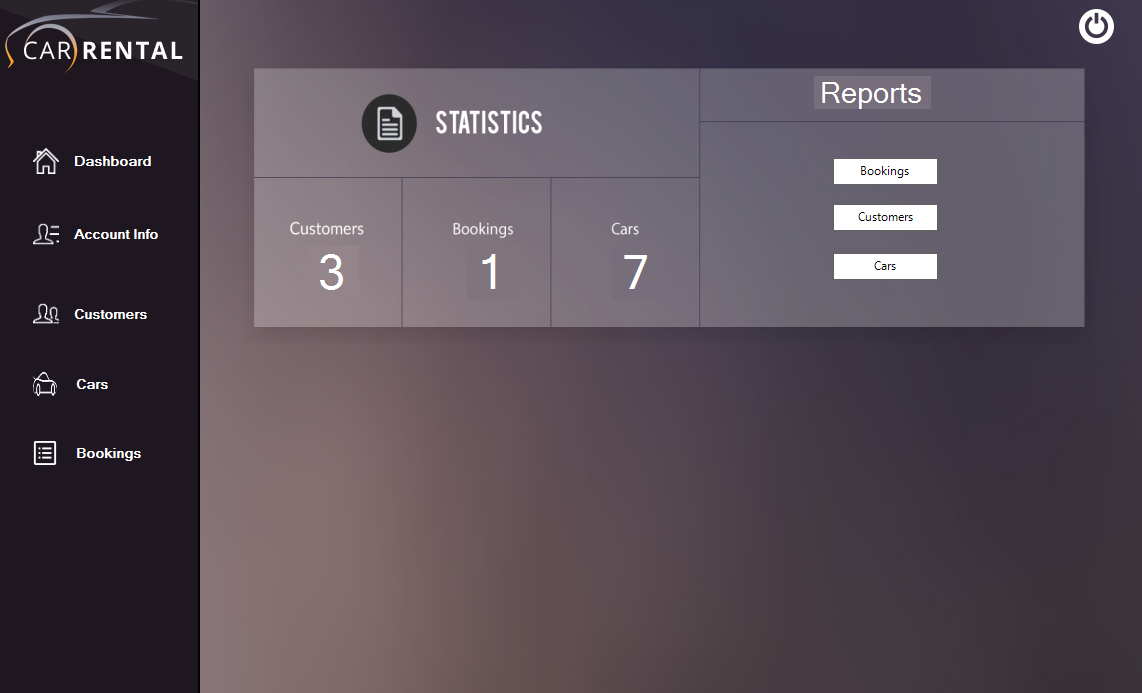 CAR RENTAL
Dashboard
Account Info
Customers
Cars
Bookings
STATISTICS
Customers
3
Bookings
1
Cars
7
Reports
Bookings
Customers
Cars